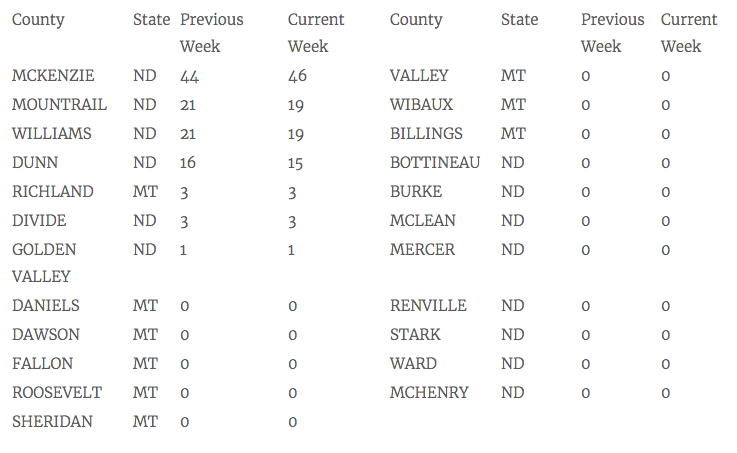 County State Previous Current County State Previous Current
Week Week Week Week
MCKENZIE ND 44 46 VALLEY MT 0 0
MOUNTRAIL ND 21 19 WIBAUX MT 0 0
WILLIAMS ND 21 19 BILLINGS MT 0 0
DUNN ND 16 15 BOTTINEAU ND 0 0
RICHLAND MT 3 3 BURKE ND 0 0
DIVIDE ND 3 3 MCLEAN ND 0 0
GOLDEN ND 1 1 MERCER ND 0 0
VALLEY
DANIELS MT 0 0 RENVILLE ND 0 0
DAWSON MT 0 0 STARK ND 0 0
FALLON MT 0 0 WARD ND 0 0
ROOSEVELT MT 0 0 MCHENRY ND 0 0
SHERIDAN MT 0 0